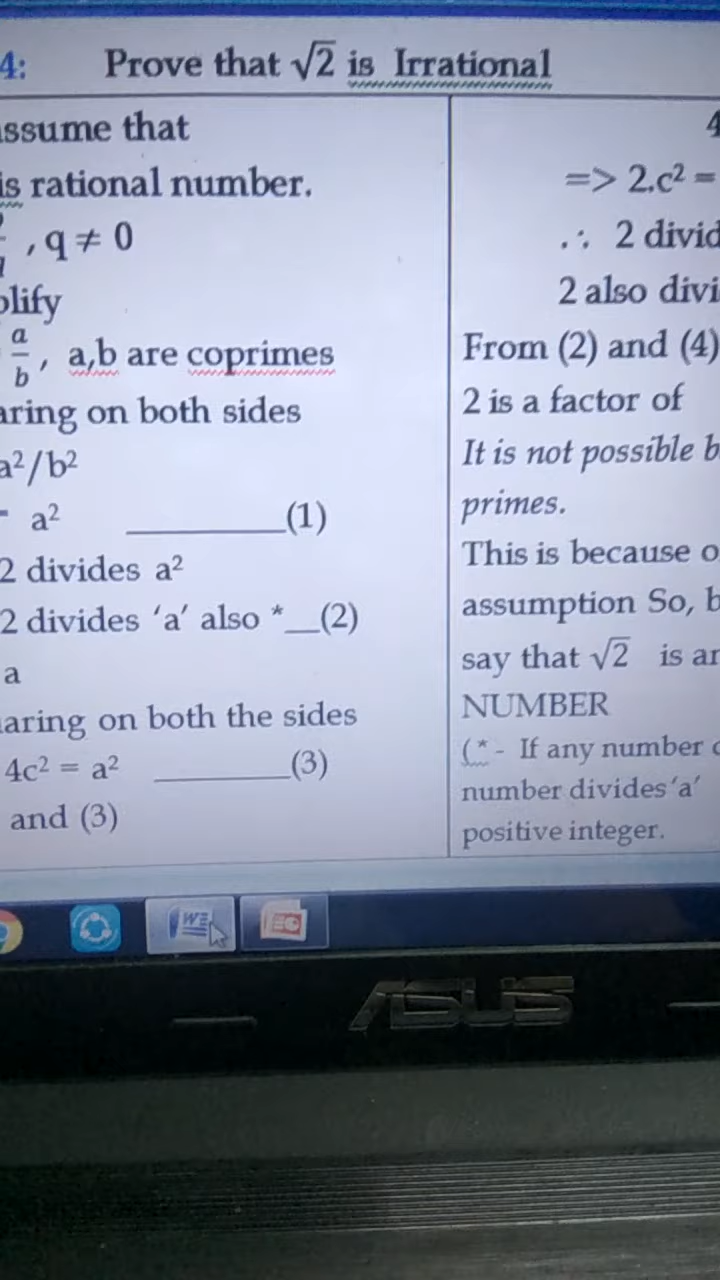 4: Prove that √2 is Irrational
ssume that
is rational number.
, q ≠ 0
plify
a/b , a,b are coprimes
aring on both sides
a²/b²
a² ________(1)
2 divides a²
2 divides 'a' also *__(2)
a
aring on both the sides
4c² = a² ________(3)
and (3)
4
=> 2.c² =
∴ 2 divid
2 also divi
From (2) and (4)
2 is a factor of
It is not possible b
primes.
This is because o
assumption So, b
say that √2 is an
NUMBER
(* - If any number
number divides 'a'
positive integer.
ASUS